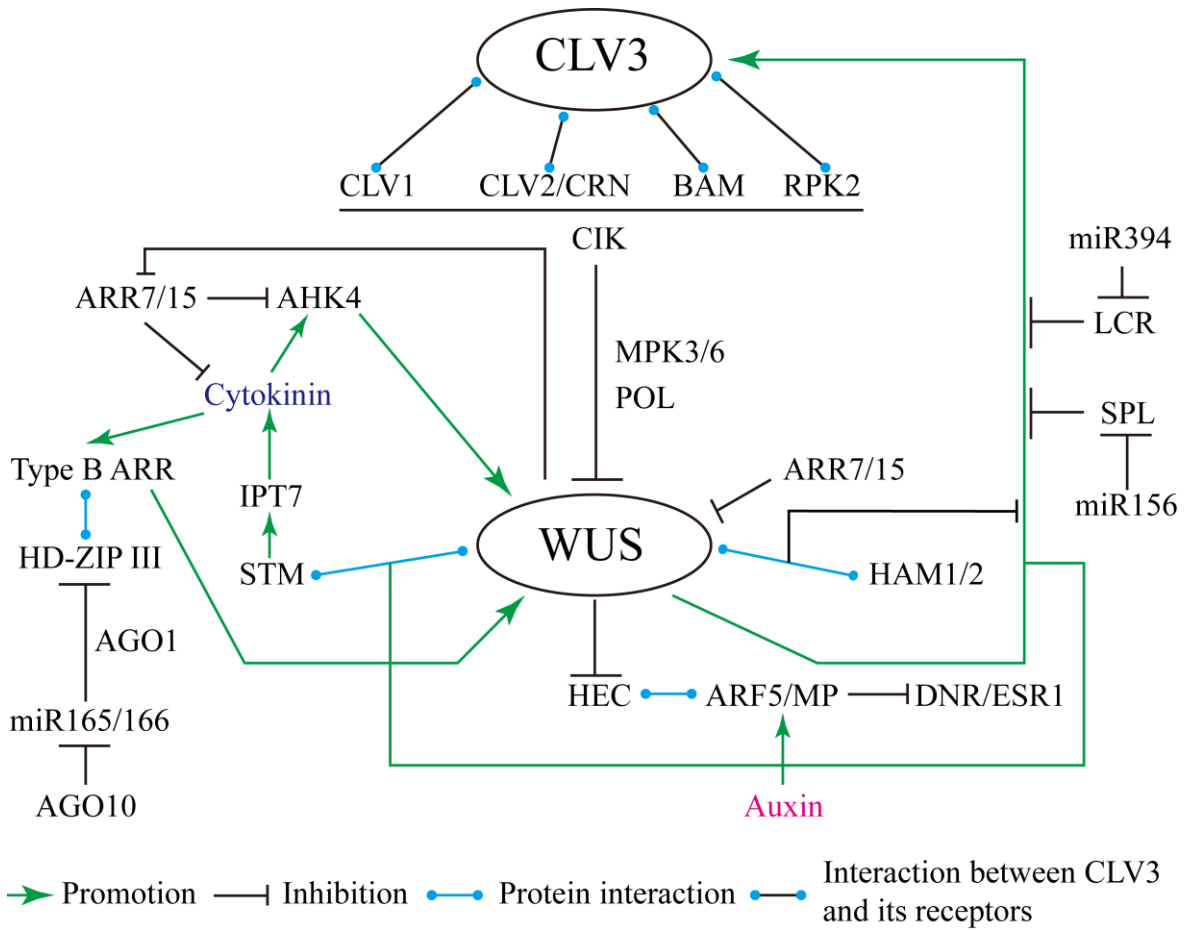 CLV3
CLV1
CLV2/CRN
BAM
RPK2
CIK
miR394
ARR7/15
AHK4
LCR
MPK3/6
Cytokinin
POL
SPL
Type B ARR
IPT7
ARR7/15
miR156
WUS
HD-ZIP III
STM
HAM1/2
AGO1
HEC
ARF5/MP
DNR/ESR1
miR165/166
AGO10
Auxin
Promotion
Inhibition
Protein interaction
Interaction between CLV3
and its receptors